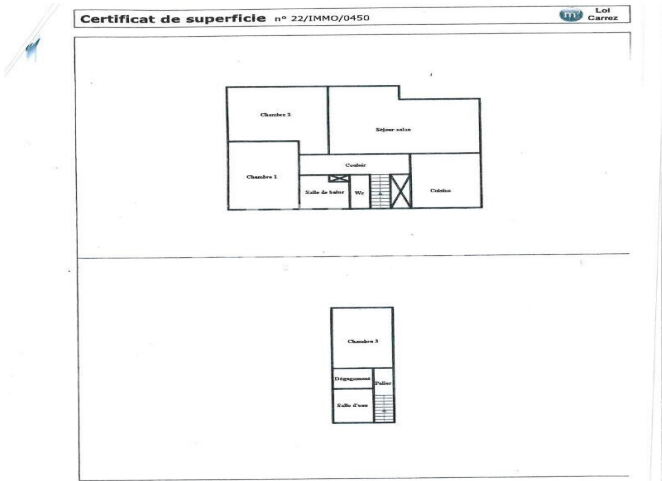 Certificat de superficie n° 22/IMMO/0450
m²
Loi
Carrez
Chambre 2
Séjour-salon
Couloir
Chambre 1
Salle de bains
Wc
Cuisine
Chambre 3
Dégagement
Palier
Salle d'eau